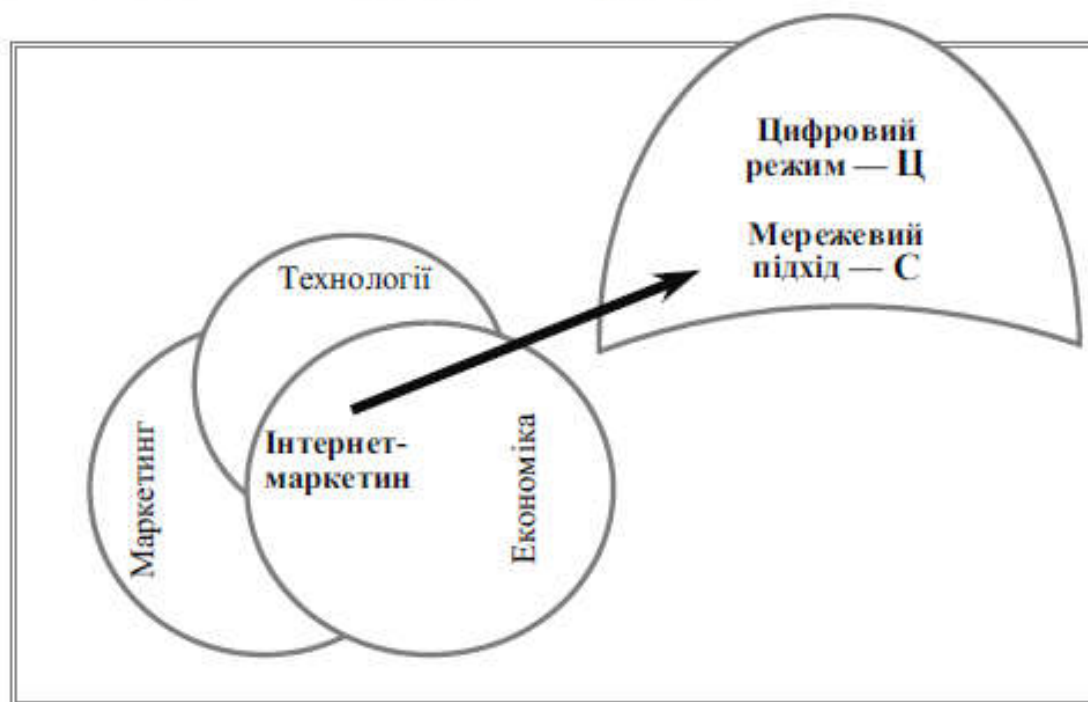 Цифровий
режим — Ц
Мережевий
підхід — С
Технології
Маркетинг
Інтернет-
маркетин
Економіка